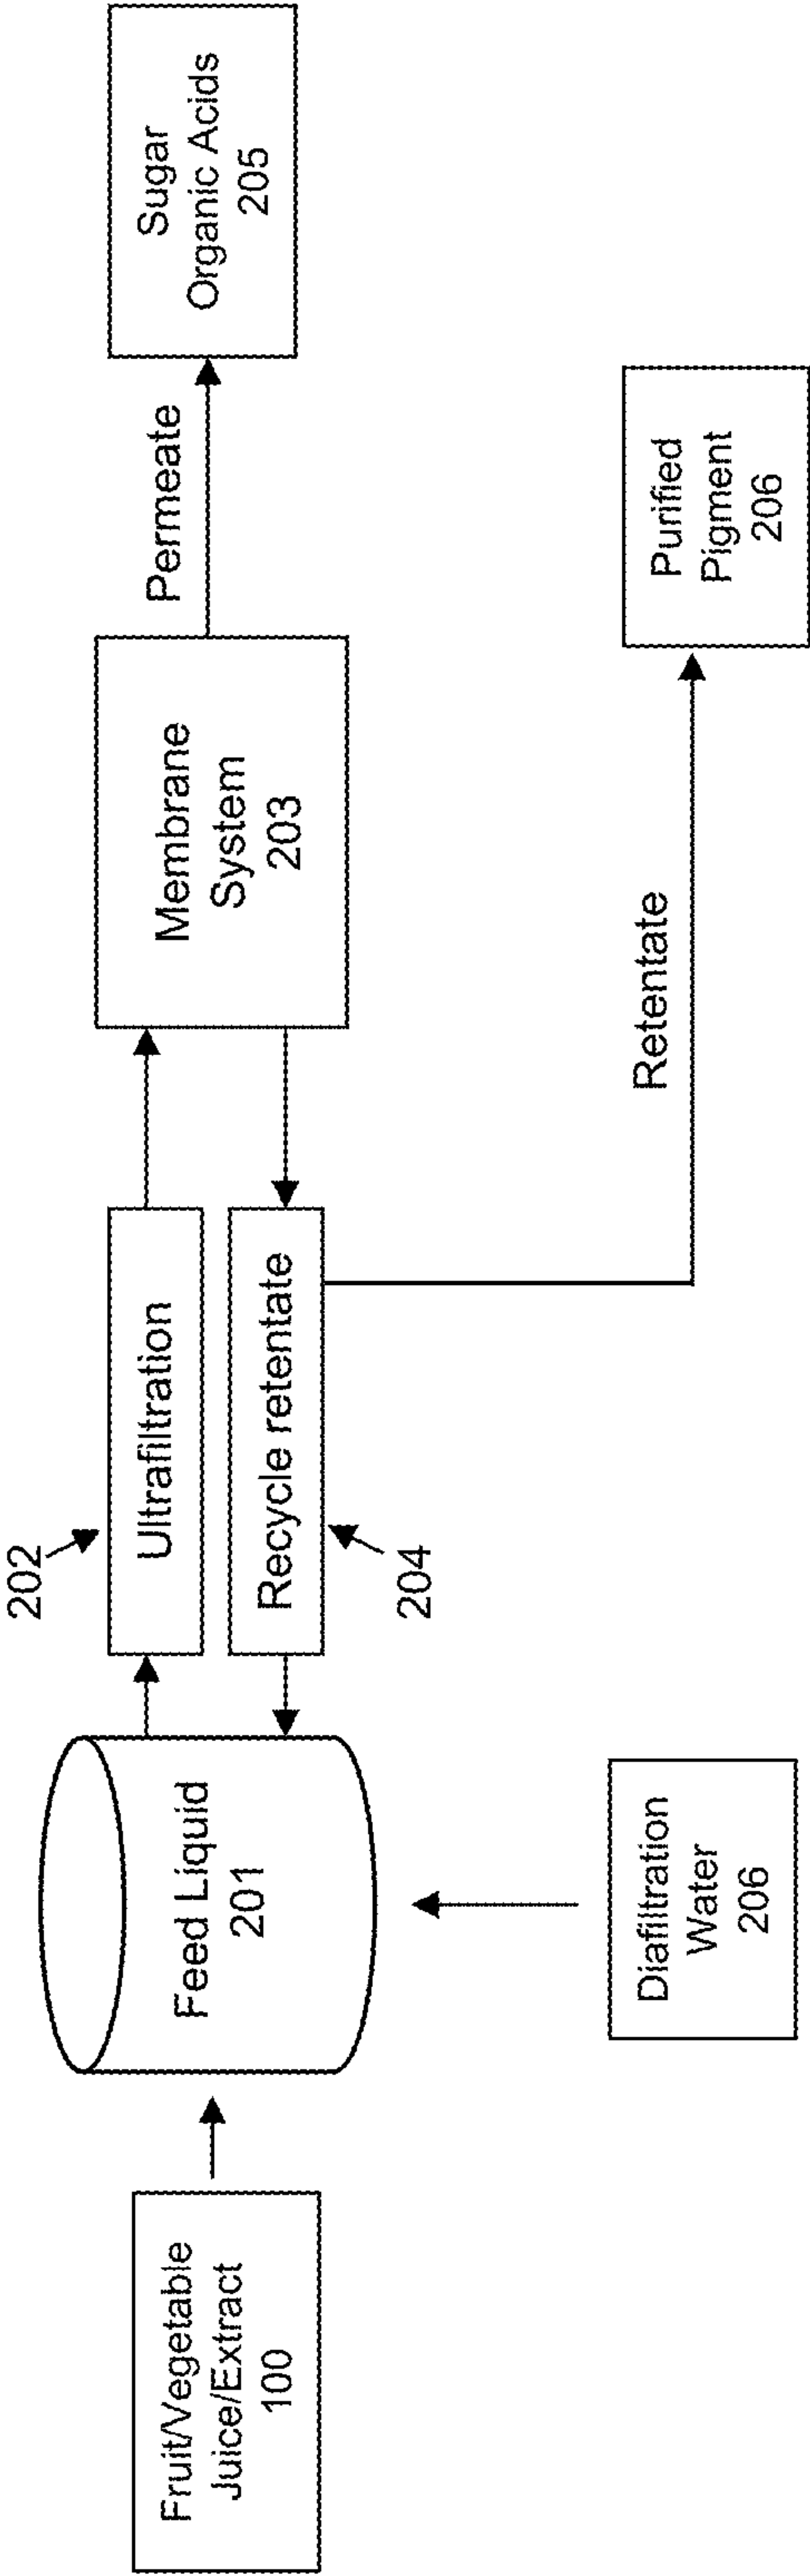 Fruit/Vegetable
Juice/Extract
100
Feed Liquid
201
Diafiltration
Water
206
202
Ultrafiltration
Recycle retentate
204
Membrane
System
203
Permeate
Sugar
Organic Acids
205
Retentate
Purified
Pigment
206